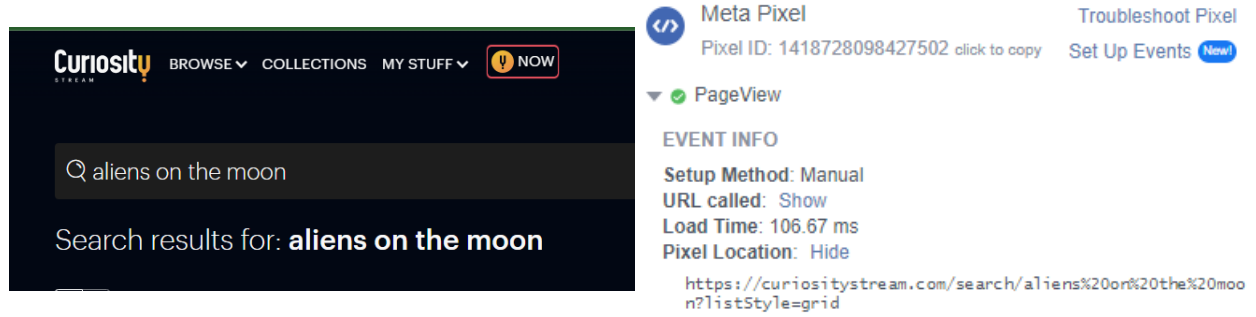 Curiosity
STREAM
BROWSE COLLECTIONS MY STUFF NOW
aliens on the moon
Search results for: aliens on the moon
Meta Pixel
Troubleshoot Pixel
Pixel ID: 1418728098427502 click to copy
Set Up Events New!
PageView
EVENT INFO
Setup Method: Manual
URL called: Show
Load Time: 106.67 ms
Pixel Location: Hide
https://curiositystream.com/search/aliens%20on%20the%20moo
n?listStyle=grid